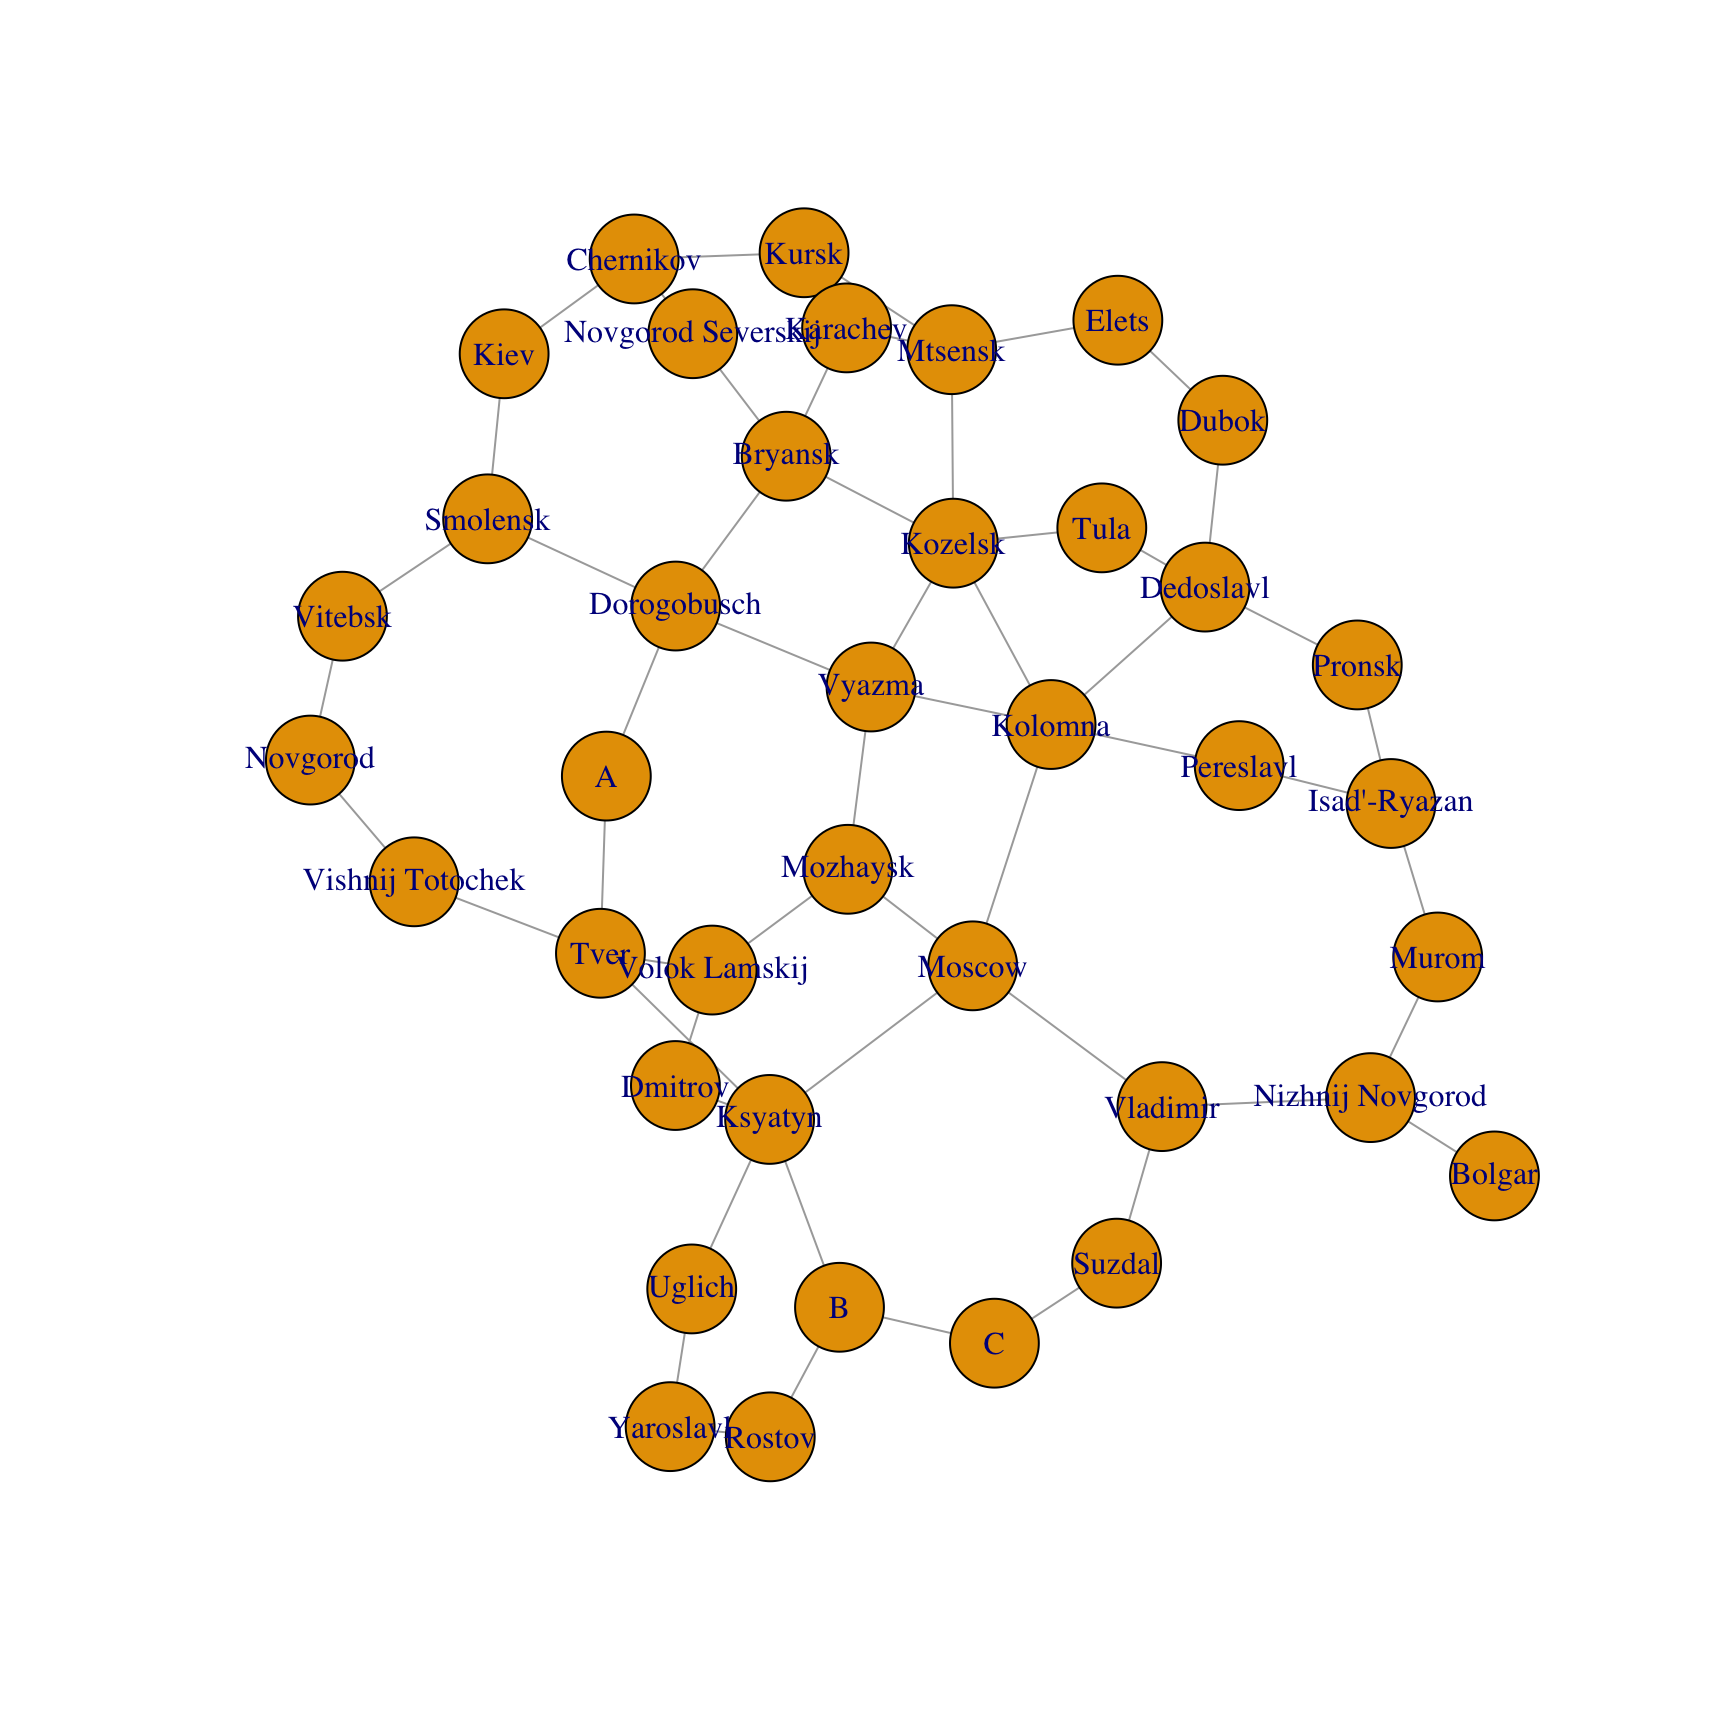 Chernikov
Kursk
Novgorod Severskij
Karachev
Mtsensk
Elets
Kiev
Dubok
Bryansk
Smolensk
Kozelsk
Tula
Dedoslavl
Vitebsk
Dorogobusch
Vyazma
Pronsk
Kolomna
Novgorod
A
Pereslavl
Isad'-Ryazan
Vishnij Totochek
Mozhaysk
Tver
Volok Lamskij
Moscow
Murom
Dmitrov
Ksyatyn
Vladimir
Nizhnij Novgorod
Bolgar
Uglich
B
Suzdal
C
Yaroslavl
Rostov